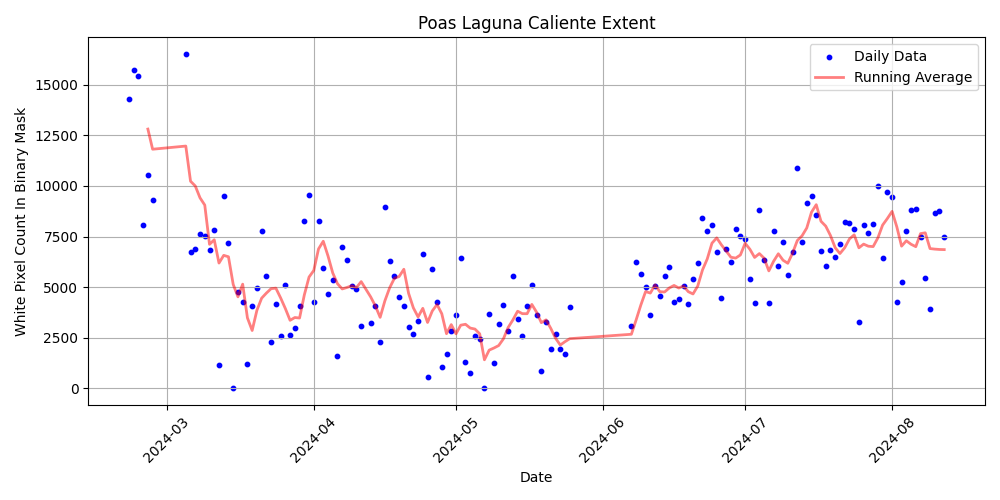 Poas Laguna Caliente Extent
Daily Data
Running Average
White Pixel Count In Binary Mask
15000
12500
10000
7500
5000
2500
0
2024-03
2024-04
2024-05
2024-06
2024-07
2024-08
Date